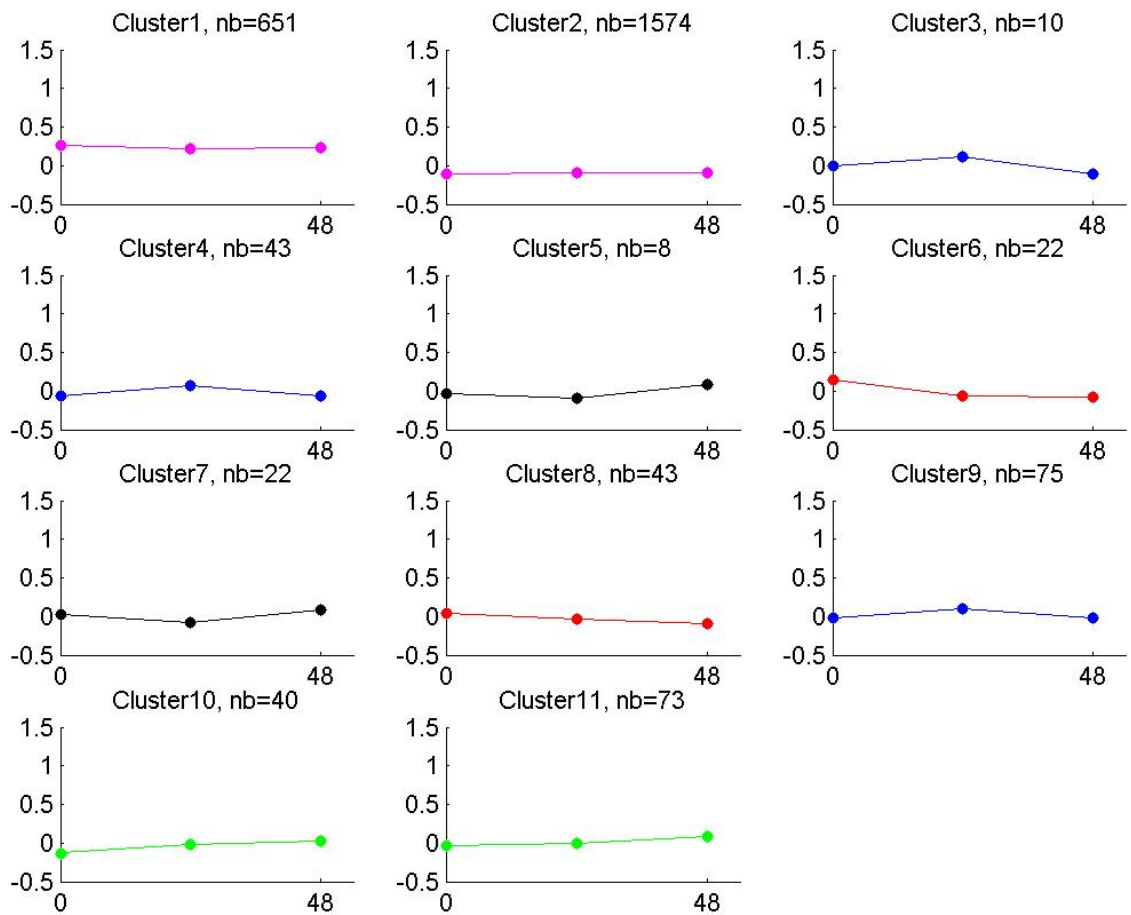 Cluster1, nb=651 Cluster2, nb=1574 Cluster3, nb=10
1.5 1.5 1.5
1 1 1
0.5 0.5 0.5
0 0 0
-0.5 -0.5 -0.5
0 48 0 48 0 48
Cluster4, nb=43 Cluster5, nb=8 Cluster6, nb=22
1.5 1.5 1.5
1 1 1
0.5 0.5 0.5
0 0 0
-0.5 -0.5 -0.5
0 48 0 48 0 48
Cluster7, nb=22 Cluster8, nb=43 Cluster9, nb=75
1.5 1.5 1.5
1 1 1
0.5 0.5 0.5
0 0 0
-0.5 -0.5 -0.5
0 48 0 48 0 48
Cluster10, nb=40 Cluster11, nb=73
1.5 1.5
1 1
0.5 0.5
0 0
-0.5 -0.5
0 48 0 48